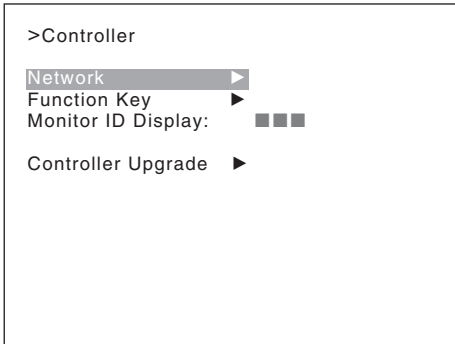 >Controller
Network ▶
Function Key ▶
Monitor ID Display: ■■■
Controller Upgrade ▶